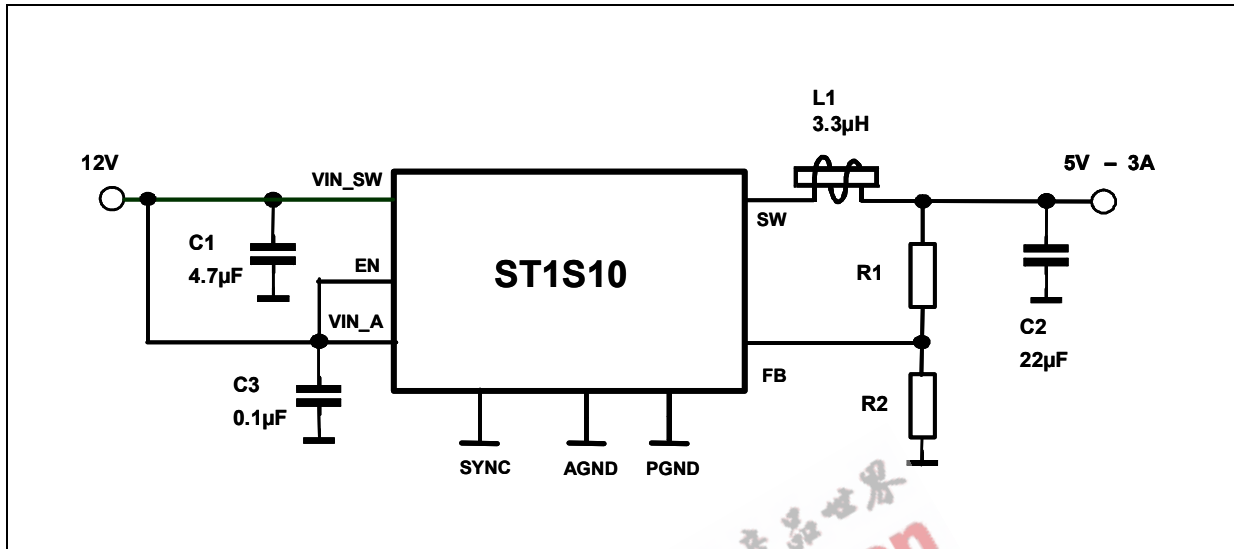 L1
3.3µH
12V
VIN_SW
5V – 3A
SW
C1
4.7µF
EN
ST1S10
R1
VIN_A
C2
22µF
FB
C3
0.1µF
R2
SYNC
AGND
PGND